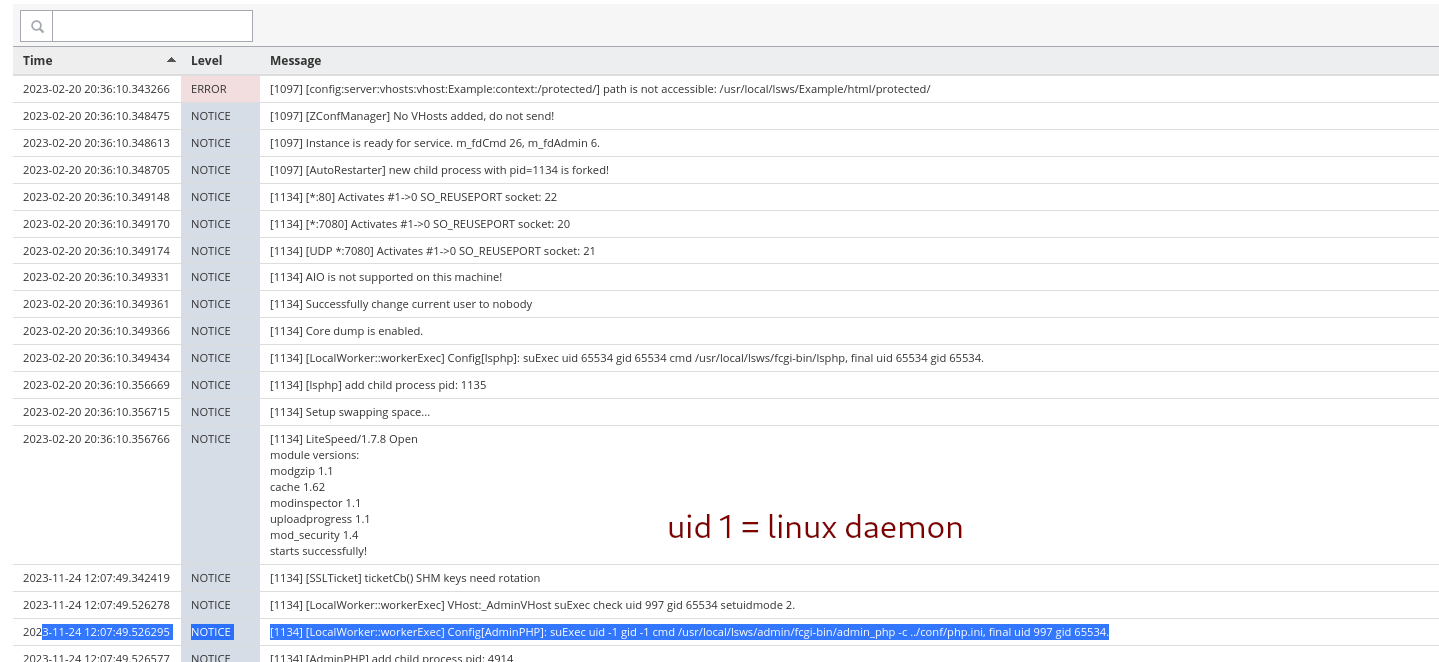 Time Level Message
2023-02-20 20:36:10.343266 ERROR [1097] [config:server:vhosts:vhost:Example:context:/protected/] path is not accessible: /usr/local/lsws/Example/html/protected/
2023-02-20 20:36:10.348475 NOTICE [1097] [ZConfManager] No VHosts added, do not send!
2023-02-20 20:36:10.348613 NOTICE [1097] Instance is ready for service. m_fdCmd 26, m_fdAdmin 6.
2023-02-20 20:36:10.348705 NOTICE [1097] [AutoRestarter] new child process with pid=1134 is forked!
2023-02-20 20:36:10.349148 NOTICE [1134] [*:80] Activates #1->0 SO_REUSEPORT socket: 22
2023-02-20 20:36:10.349170 NOTICE [1134] [*:7080] Activates #1->0 SO_REUSEPORT socket: 20
2023-02-20 20:36:10.349174 NOTICE [1134] [UDP *:7080] Activates #1->0 SO_REUSEPORT socket: 21
2023-02-20 20:36:10.349331 NOTICE [1134] AIO is not supported on this machine!
2023-02-20 20:36:10.349361 NOTICE [1134] Successfully change current user to nobody
2023-02-20 20:36:10.349366 NOTICE [1134] Core dump is enabled.
2023-02-20 20:36:10.349434 NOTICE [1134] [LocalWorker::workerExec] Config[lsphp]: suExec uid 65534 gid 65534 cmd /usr/local/lsws/fcgi-bin/lsphp, final uid 65534 gid 65534.
2023-02-20 20:36:10.356669 NOTICE [1134] [lsphp] add child process pid: 1135
2023-02-20 20:36:10.356715 NOTICE [1134] Setup swapping space...
2023-02-20 20:36:10.356766 NOTICE [1134] LiteSpeed/1.7.8 Open
module versions:
modgzip 1.1
cache 1.62
modinspector 1.1
uploadprogress 1.1
mod_security 1.4
starts successfully!
uid 1 = linux daemon
2023-11-24 12:07:49.342419 NOTICE [1134] [SSLTicket] ticketCb() SHM keys need rotation
2023-11-24 12:07:49.526278 NOTICE [1134] [LocalWorker::workerExec] VHost:_AdminVHost suExec check uid 997 gid 65534 setuidmode 2.
2023-11-24 12:07:49.526295 NOTICE [1134] [LocalWorker::workerExec] Config[AdminPHP]: suExec uid -1 gid -1 cmd /usr/local/lsws/admin/fcgi-bin/admin_php -c ../conf/php.ini, final uid 997 gid 65534.
2023-11-24 12:07:49.526577 NOTICE [1134] [AdminPHP] add child process pid: 4914